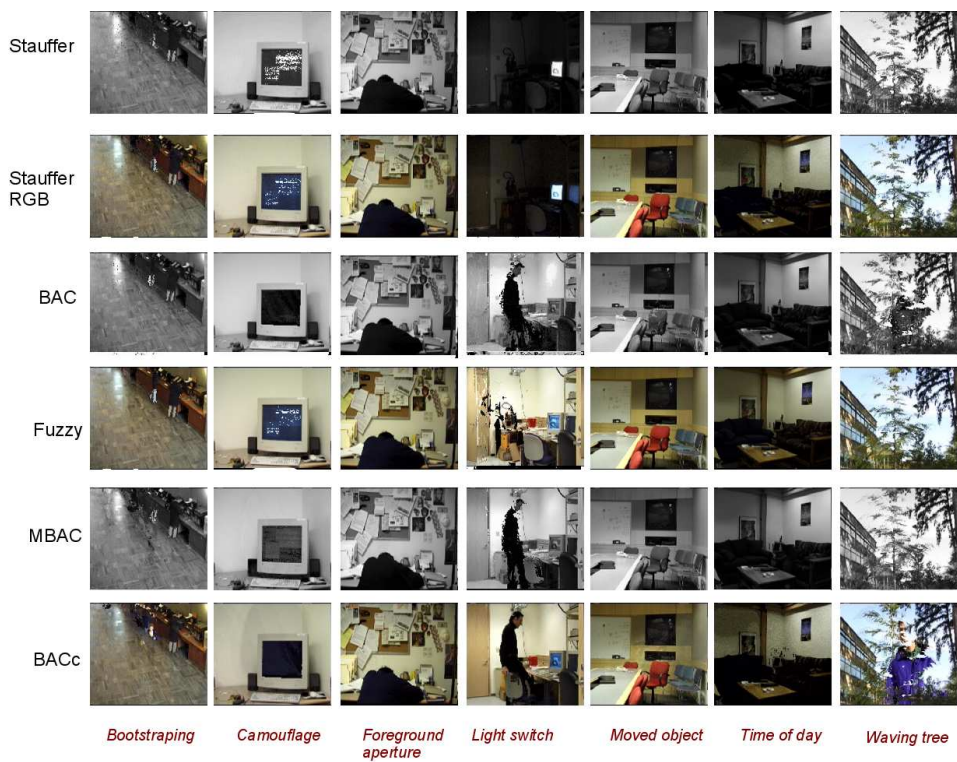 Stauffer
Stauffer
RGB
BAC
Fuzzy
MBAC
BACc
Bootstraping
Camouflage
Foreground
aperture
Light switch
Moved object
Time of day
Waving tree